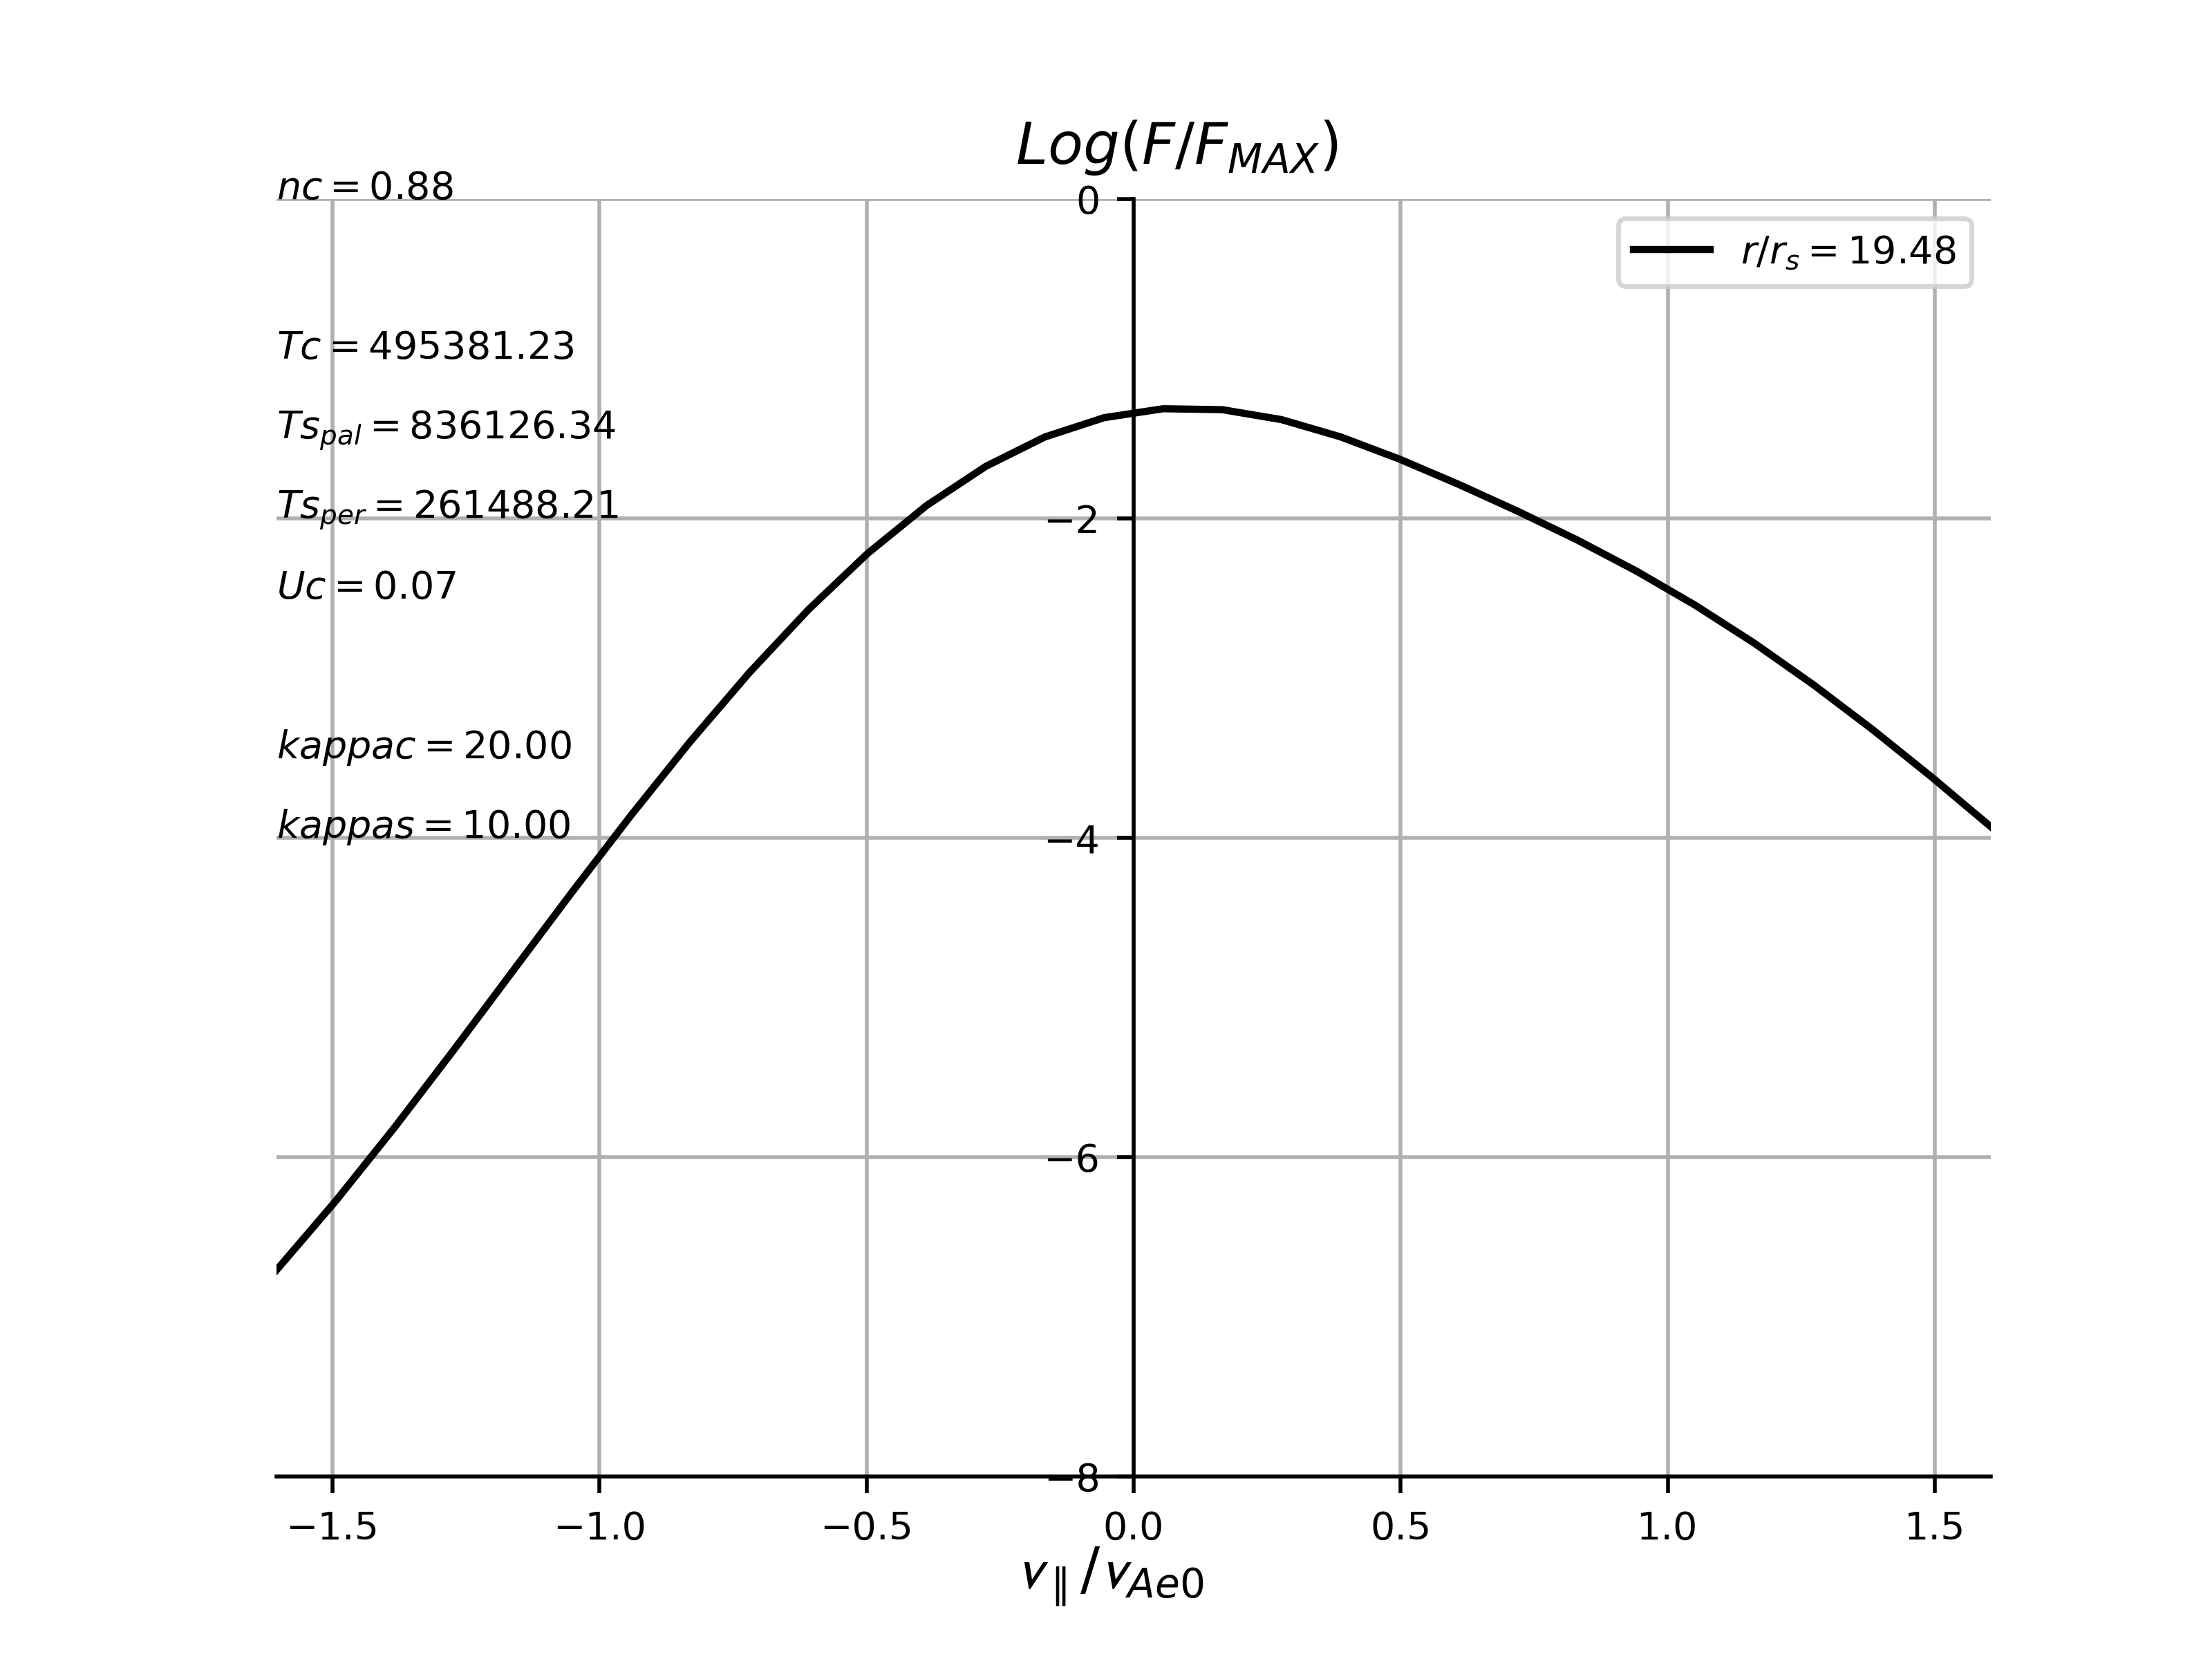 Log(F/F_MAX)
nc = 0.88
r/r_s = 19.48
Tc = 495381.23
Ts_pal = 836126.34
Ts_per = 261488.21
Uc = 0.07
kappac = 20.00
kappas = 10.00
0
−2
−4
−6
−8
−1.5 −1.0 −0.5 0.0 0.5 1.0 1.5
v_∥/v_Ae0